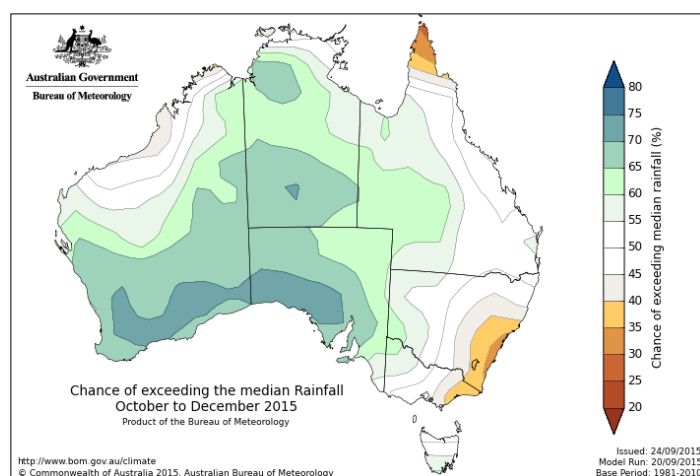 Australian Government
Bureau of Meteorology
80
75
70
65
60
55
50
45
40
35
30
25
20
Chance of exceeding median rainfall (%)
Chance of exceeding the median Rainfall
October to December 2015
Product of the Bureau of Meteorology
http://www.bom.gov.au/climate
© Commonwealth of Australia 2015, Australian Bureau of Meteorology
Issued: 24/09/2015
Model Run: 20/09/2015
Base Period: 1981-2010